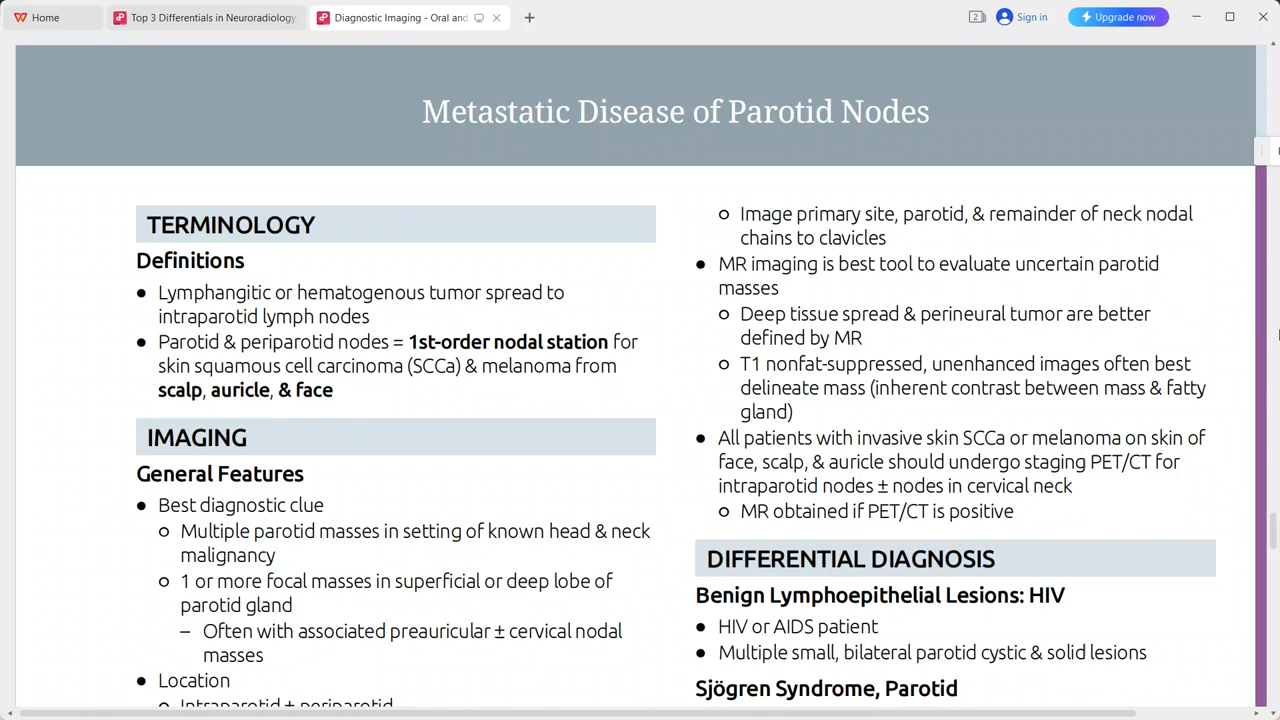 Home
Top 3 Differentials in Neuroradiology
Diagnostic Imaging - Oral and
2
Sign in
Upgrade now
Metastatic Disease of Parotid Nodes
TERMINOLOGY
Definitions
● Lymphangitic or hematogenous tumor spread to
intraparotid lymph nodes
● Parotid & periparotid nodes = 1st-order nodal station for
skin squamous cell carcinoma (SCCa) & melanoma from
scalp, auricle, & face
IMAGING
General Features
● Best diagnostic clue
○ Multiple parotid masses in setting of known head & neck
malignancy
○ 1 or more focal masses in superficial or deep lobe of
parotid gland
– Often with associated preauricular ± cervical nodal
masses
● Location
○ Intraparotid ± periparotid
○ Image primary site, parotid, & remainder of neck nodal
chains to clavicles
● MR imaging is best tool to evaluate uncertain parotid
masses
○ Deep tissue spread & perineural tumor are better
defined by MR
○ T1 nonfat-suppressed, unenhanced images often best
delineate mass (inherent contrast between mass & fatty
gland)
● All patients with invasive skin SCCa or melanoma on skin of
face, scalp, & auricle should undergo staging PET/CT for
intraparotid nodes ± nodes in cervical neck
○ MR obtained if PET/CT is positive
DIFFERENTIAL DIAGNOSIS
Benign Lymphoepithelial Lesions: HIV
● HIV or AIDS patient
● Multiple small, bilateral parotid cystic & solid lesions
Sjögren Syndrome, Parotid